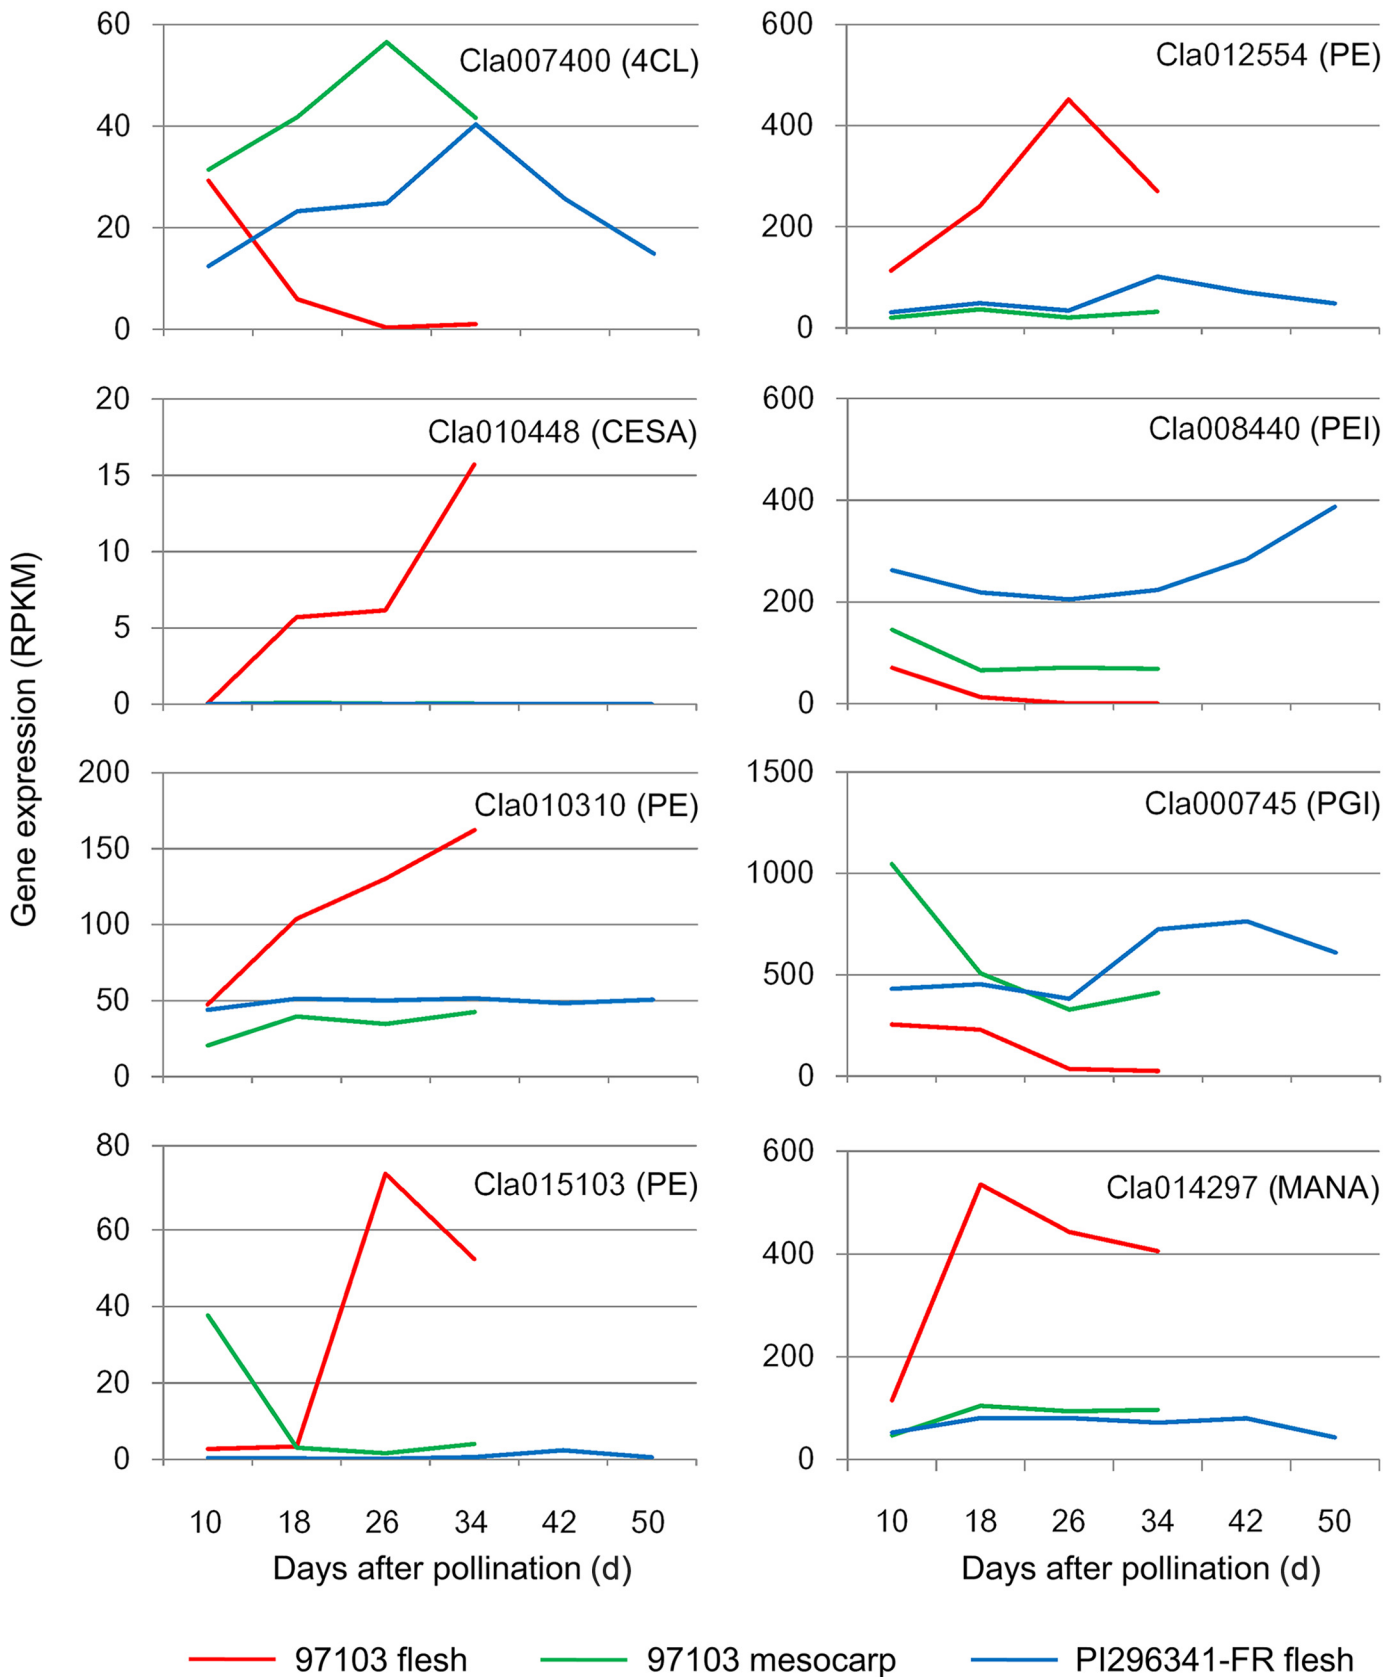 Gene expression (RPKM)
Cla007400 (4CL)
60
40
20
0
Cla012554 (PE)
600
400
200
0
Cla010448 (CESA)
20
15
10
5
0
Cla008440 (PEI)
600
400
200
0
Cla010310 (PE)
200
150
100
50
0
Cla000745 (PGI)
1500
1000
500
0
Cla015103 (PE)
80
60
40
20
0
Cla014297 (MANA)
600
400
200
0
10 18 26 34 42 50
Days after pollination (d)
10 18 26 34 42 50
Days after pollination (d)
97103 flesh
97103 mesocarp
PI296341-FR flesh